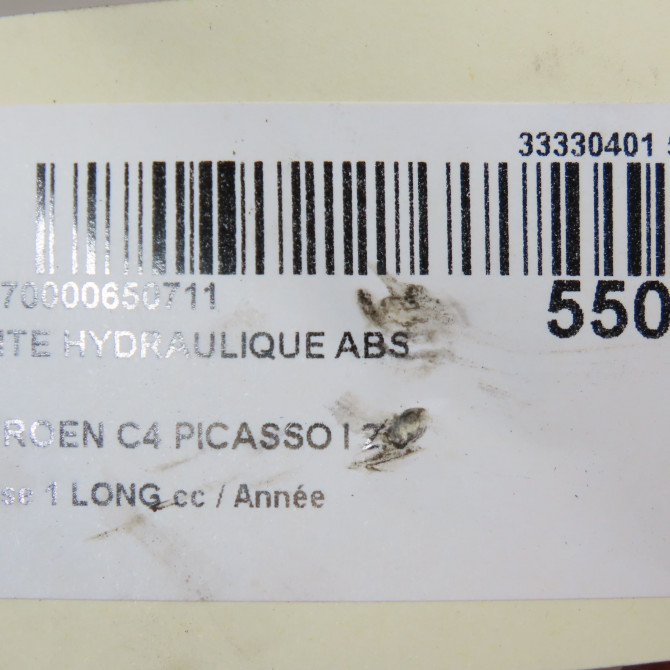 33330401
70000650711
550
ITE HYDRAULIQUE ABS
ROEN C4 PICASSO I
se 1 LONG cc / Année